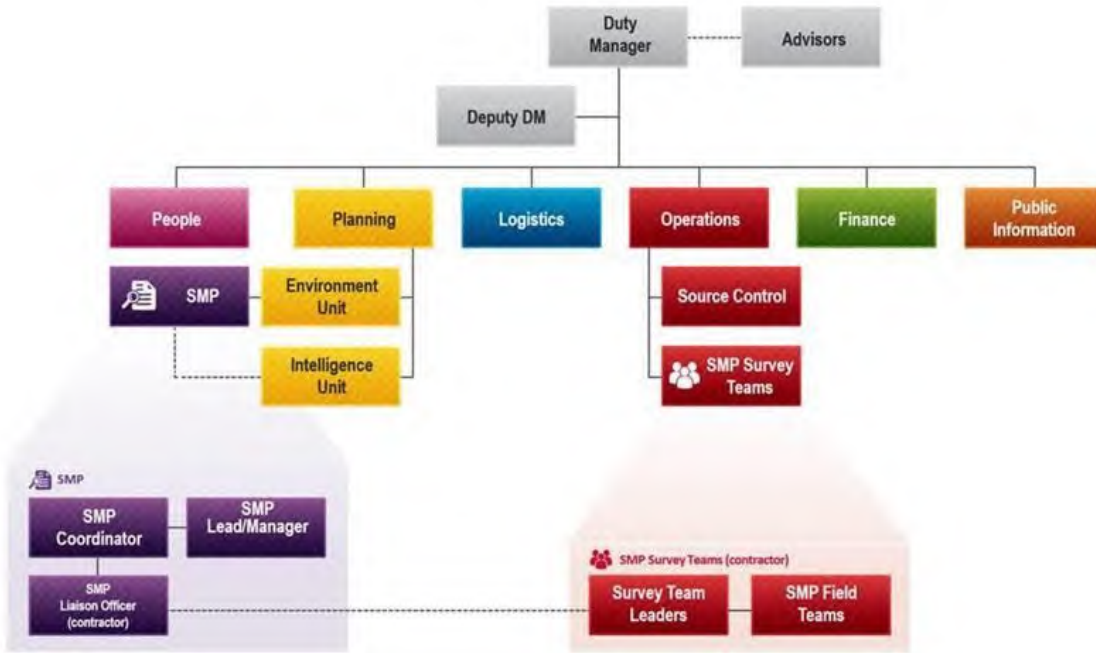 Duty
Manager
Advisors
Deputy DM
People
Planning
Logistics
Operations
Finance
Public
Information
SMP
Environment
Unit
Source Control
Intelligence
Unit
SMP Survey
Teams
SMP
SMP
Coordinator
SMP
Lead/Manager
SMP
Liaison Officer
(contractor)
SMP Survey Teams (contractor)
Survey Team
Leaders
SMP Field
Teams